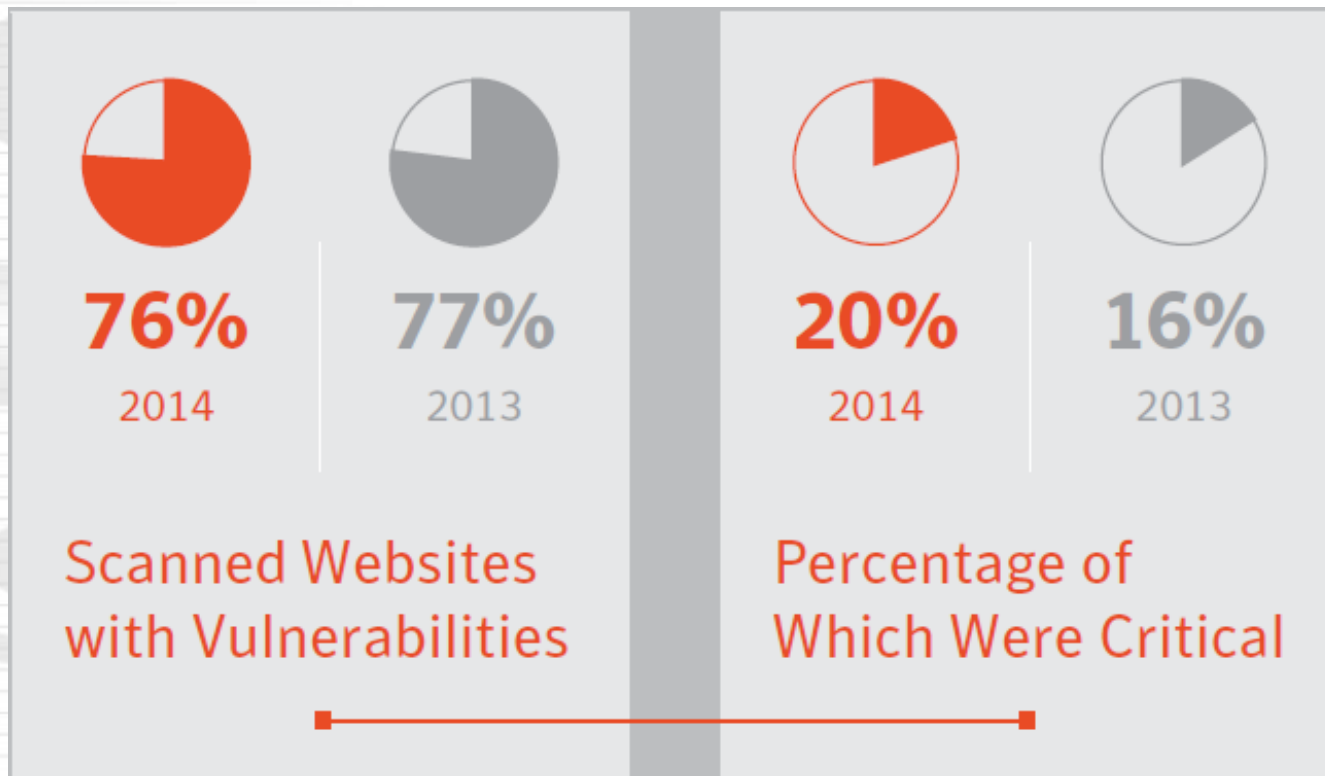 76%
2014
77%
2013
Scanned Websites
with Vulnerabilities
20%
2014
16%
2013
Percentage of
Which Were Critical